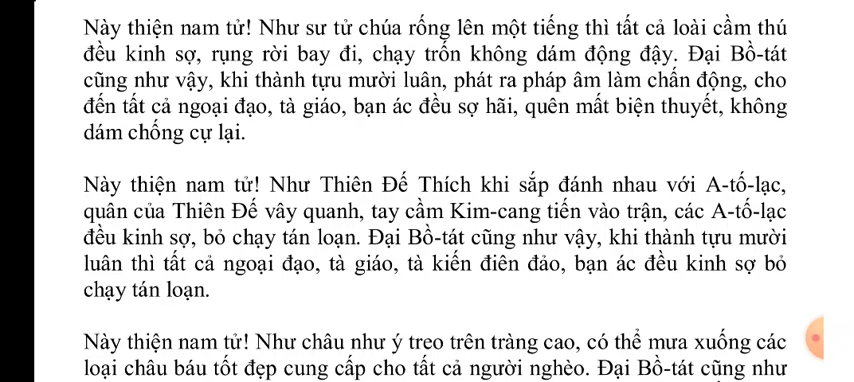 Này thiện nam tử! Như sư tử chúa rống lên một tiếng thì tất cả loài cầm thú
đều kinh sợ, rụng rời bay đi, chạy trốn không dám động đậy. Đại Bồ-tát
cũng như vậy, khi thành tựu mười luân, phát ra pháp âm làm chấn động, cho
đến tất cả ngoại đạo, tà giáo, bạn ác đều sợ hãi, quên mất biện thuyết, không
dám chống cự lại.
Này thiện nam tử! Như Thiên Đế Thích khi sắp đánh nhau với A-tố-lạc,
quân của Thiên Đế vây quanh, tay cầm Kim-cang tiến vào trận, các A-tố-lạc
đều kinh sợ, bỏ chạy tán loạn. Đại Bồ-tát cũng như vậy, khi thành tựu mười
luân thì tất cả ngoại đạo, tà giáo, tà kiến điên đảo, bạn ác đều kinh sợ bỏ
chạy tán loạn.
Này thiện nam tử! Như châu như ý treo trên tràng cao, có thể mưa xuống các
loại châu báu tốt đẹp cung cấp cho tất cả người nghèo. Đại Bồ-tát cũng như